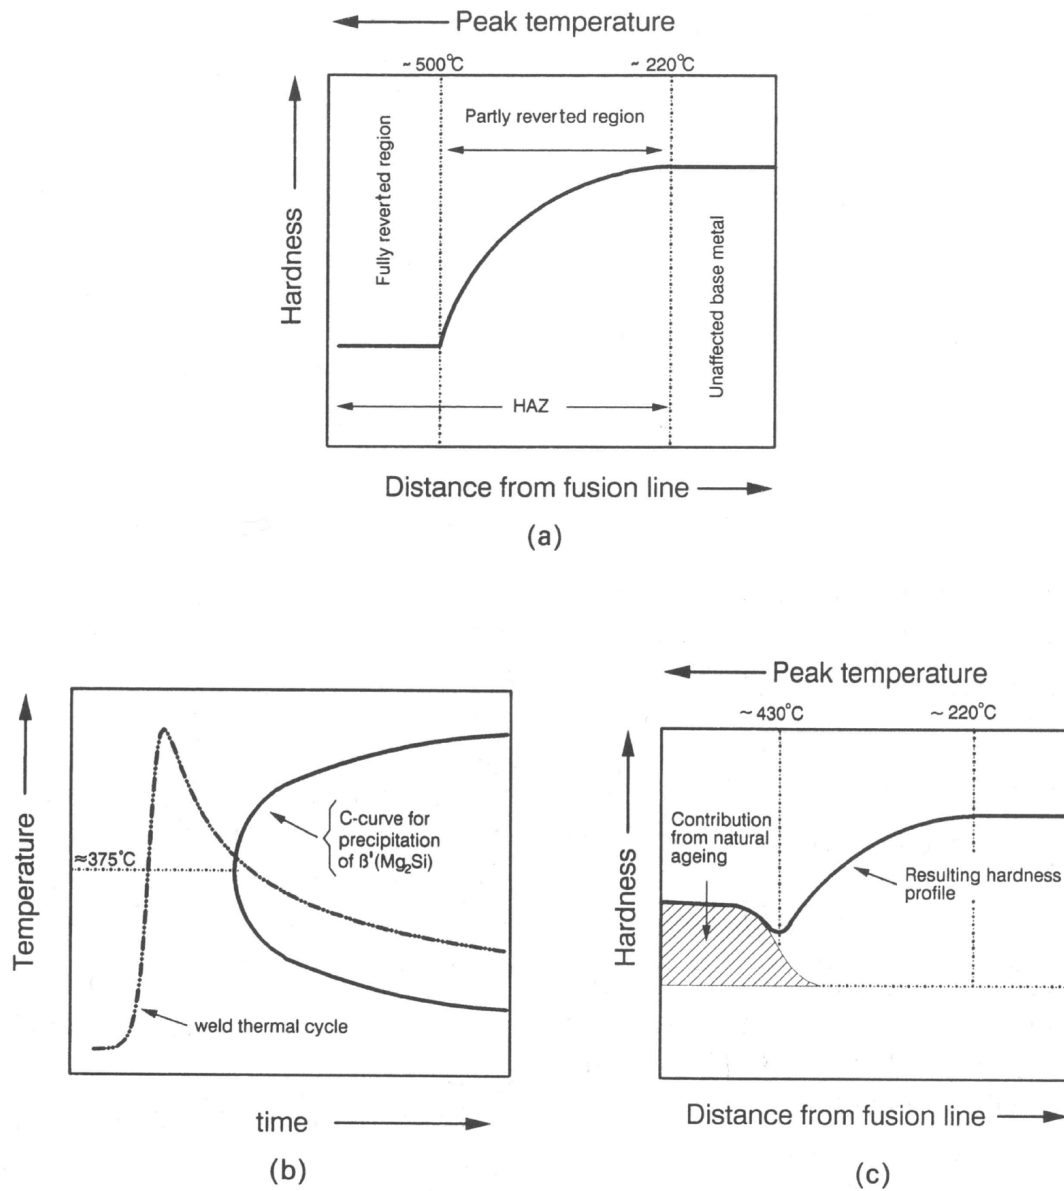 Peak temperature
~ 500°C
~ 220°C
Hardness
Fully reverted region
Partly reverted region
Unaffected base metal
HAZ
Distance from fusion line
(a)
Temperature
≈375°C
C-curve for
precipitation
of β'(Mg₂Si)
weld thermal cycle
time
(b)
Peak temperature
~ 430°C
~ 220°C
Hardness
Contribution
from natural
ageing
Resulting hardness
profile
Distance from fusion line
(c)